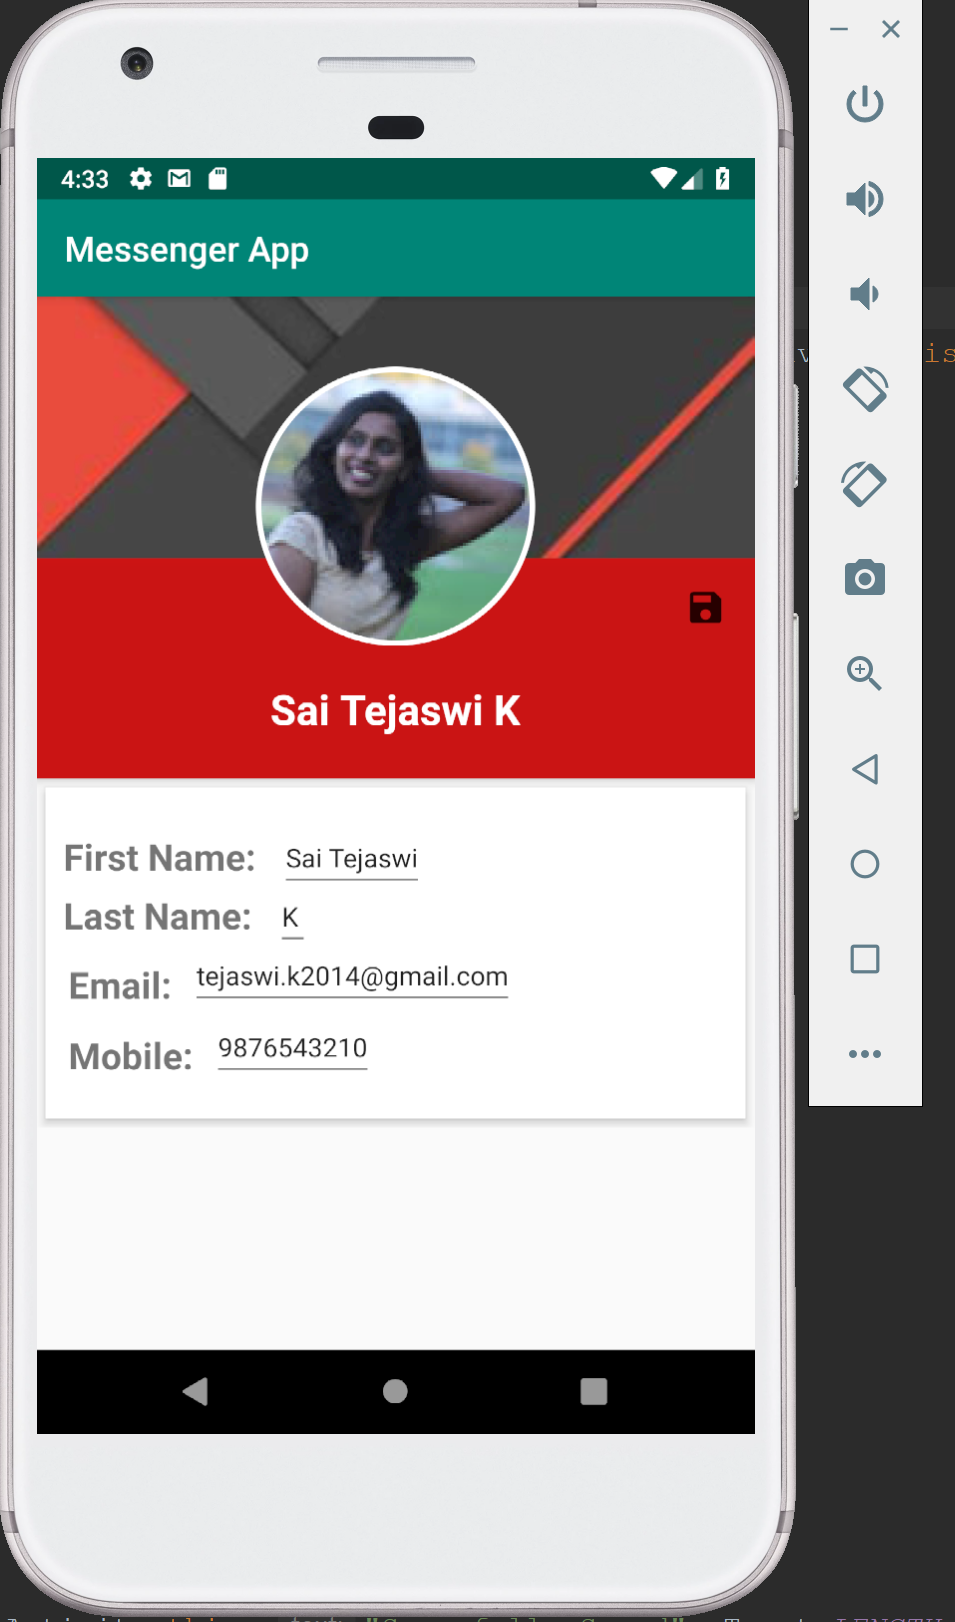 4:33
Messenger App
is
Sai Tejaswi K
First Name: Sai Tejaswi
Last Name: K
Email: tejaswi.k2014@gmail.com
Mobile: 9876543210